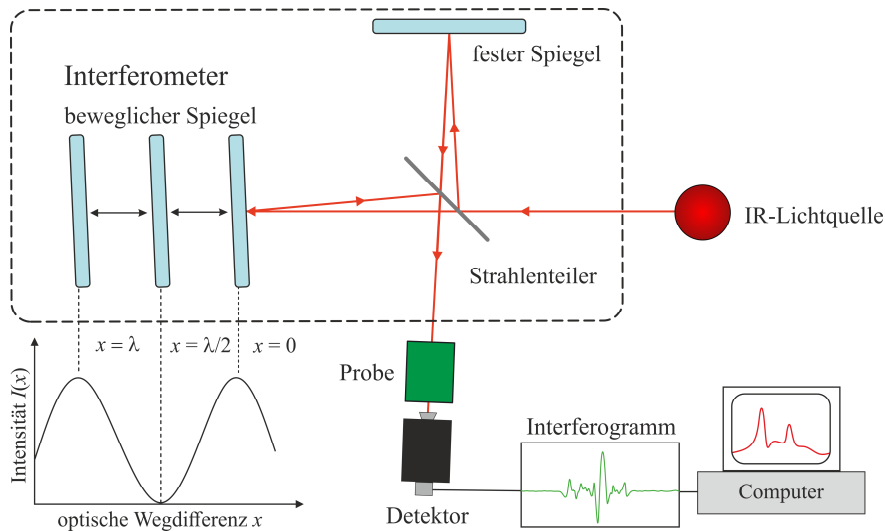 fester Spiegel
Interferometer
beweglicher Spiegel
IR-Lichtquelle
Strahlenteiler
x = λ
x = λ/2
x = 0
Probe
Intensität I(x)
Interferogramm
optische Wegdifferenz x
Detektor
Computer